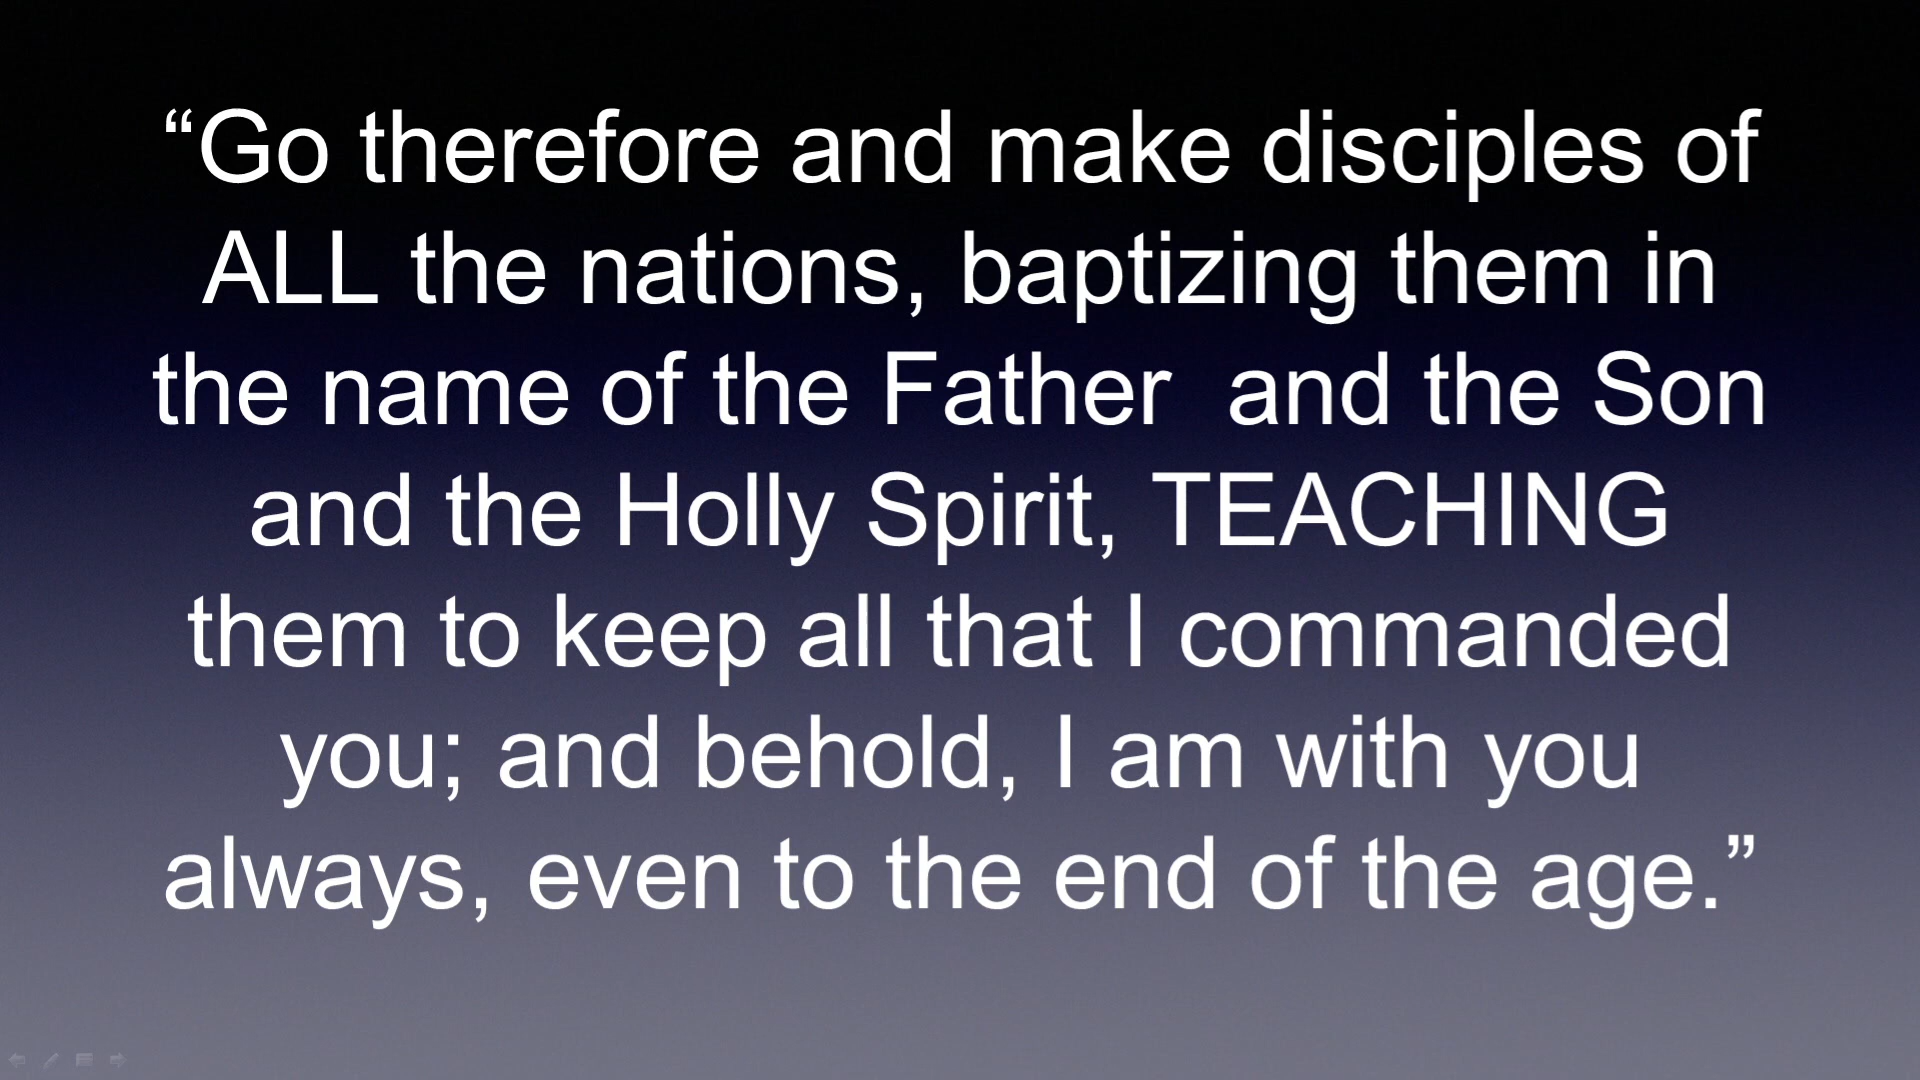 “Go therefore and make disciples of
ALL the nations, baptizing them in
the name of the Father  and the Son
and the Holly Spirit, TEACHING
them to keep all that I commanded
you; and behold, I am with you
always, even to the end of the age.”